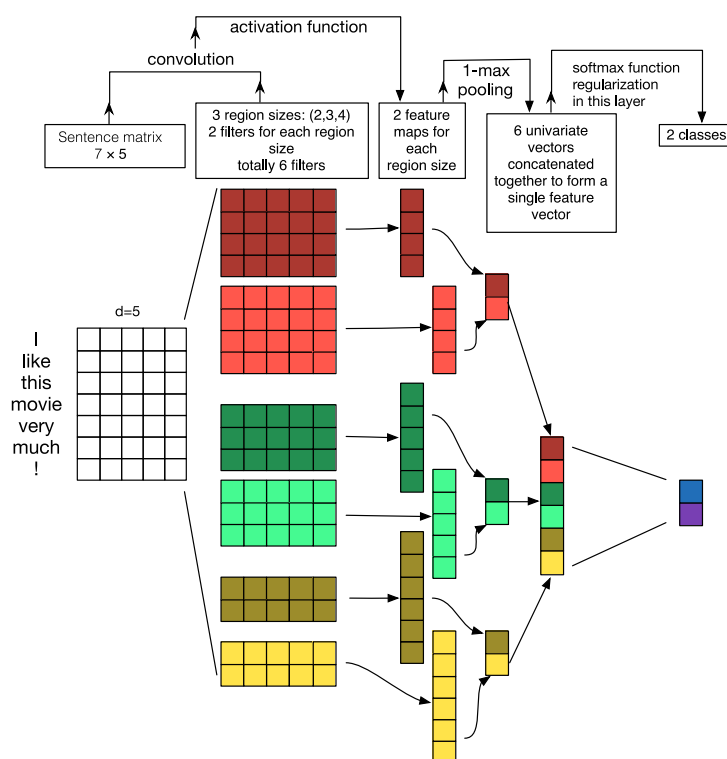 activation function
convolution
1-max
pooling
softmax function
regularization
in this layer
Sentence matrix
7 × 5
3 region sizes: (2,3,4)
2 filters for each region
size
totally 6 filters
2 feature
maps for
each
region size
6 univariate
vectors
concatenated
together to form a
single feature
vector
2 classes
d=5
I
like
this
movie
very
much
!